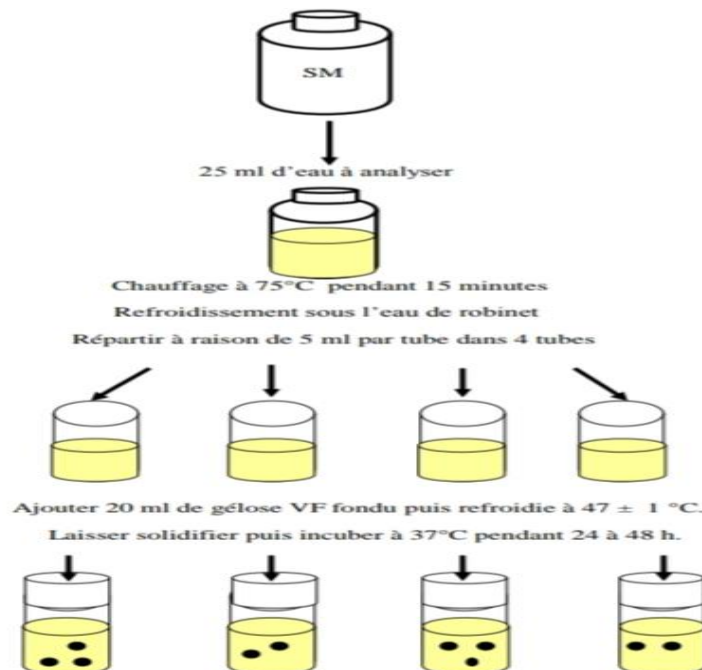 SM
25 ml d'eau à analyser
Chauffage à 75°C pendant 15 minutes
Refroidissement sous l'eau de robinet
Répartir à raison de 5 ml par tube dans 4 tubes
Ajouter 20 ml de gélose VF fondu puis refroidie à 47 ± 1 °C.
Laisser solidifier puis incuber à 37°C pendant 24 à 48 h.